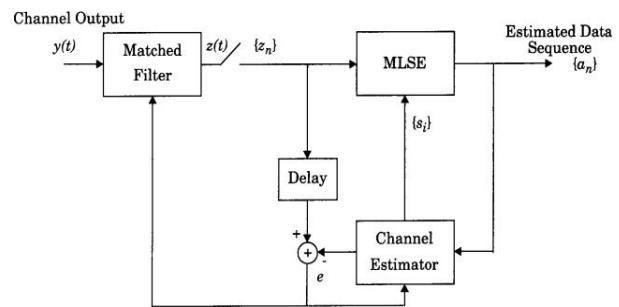 Channel Output
Estimated Data
Sequence
y(t)
Matched
Filter
z(t)
{z_n}
MLSE
{a_n}
{s_i}
Delay
+
+
-
e
Channel
Estimator